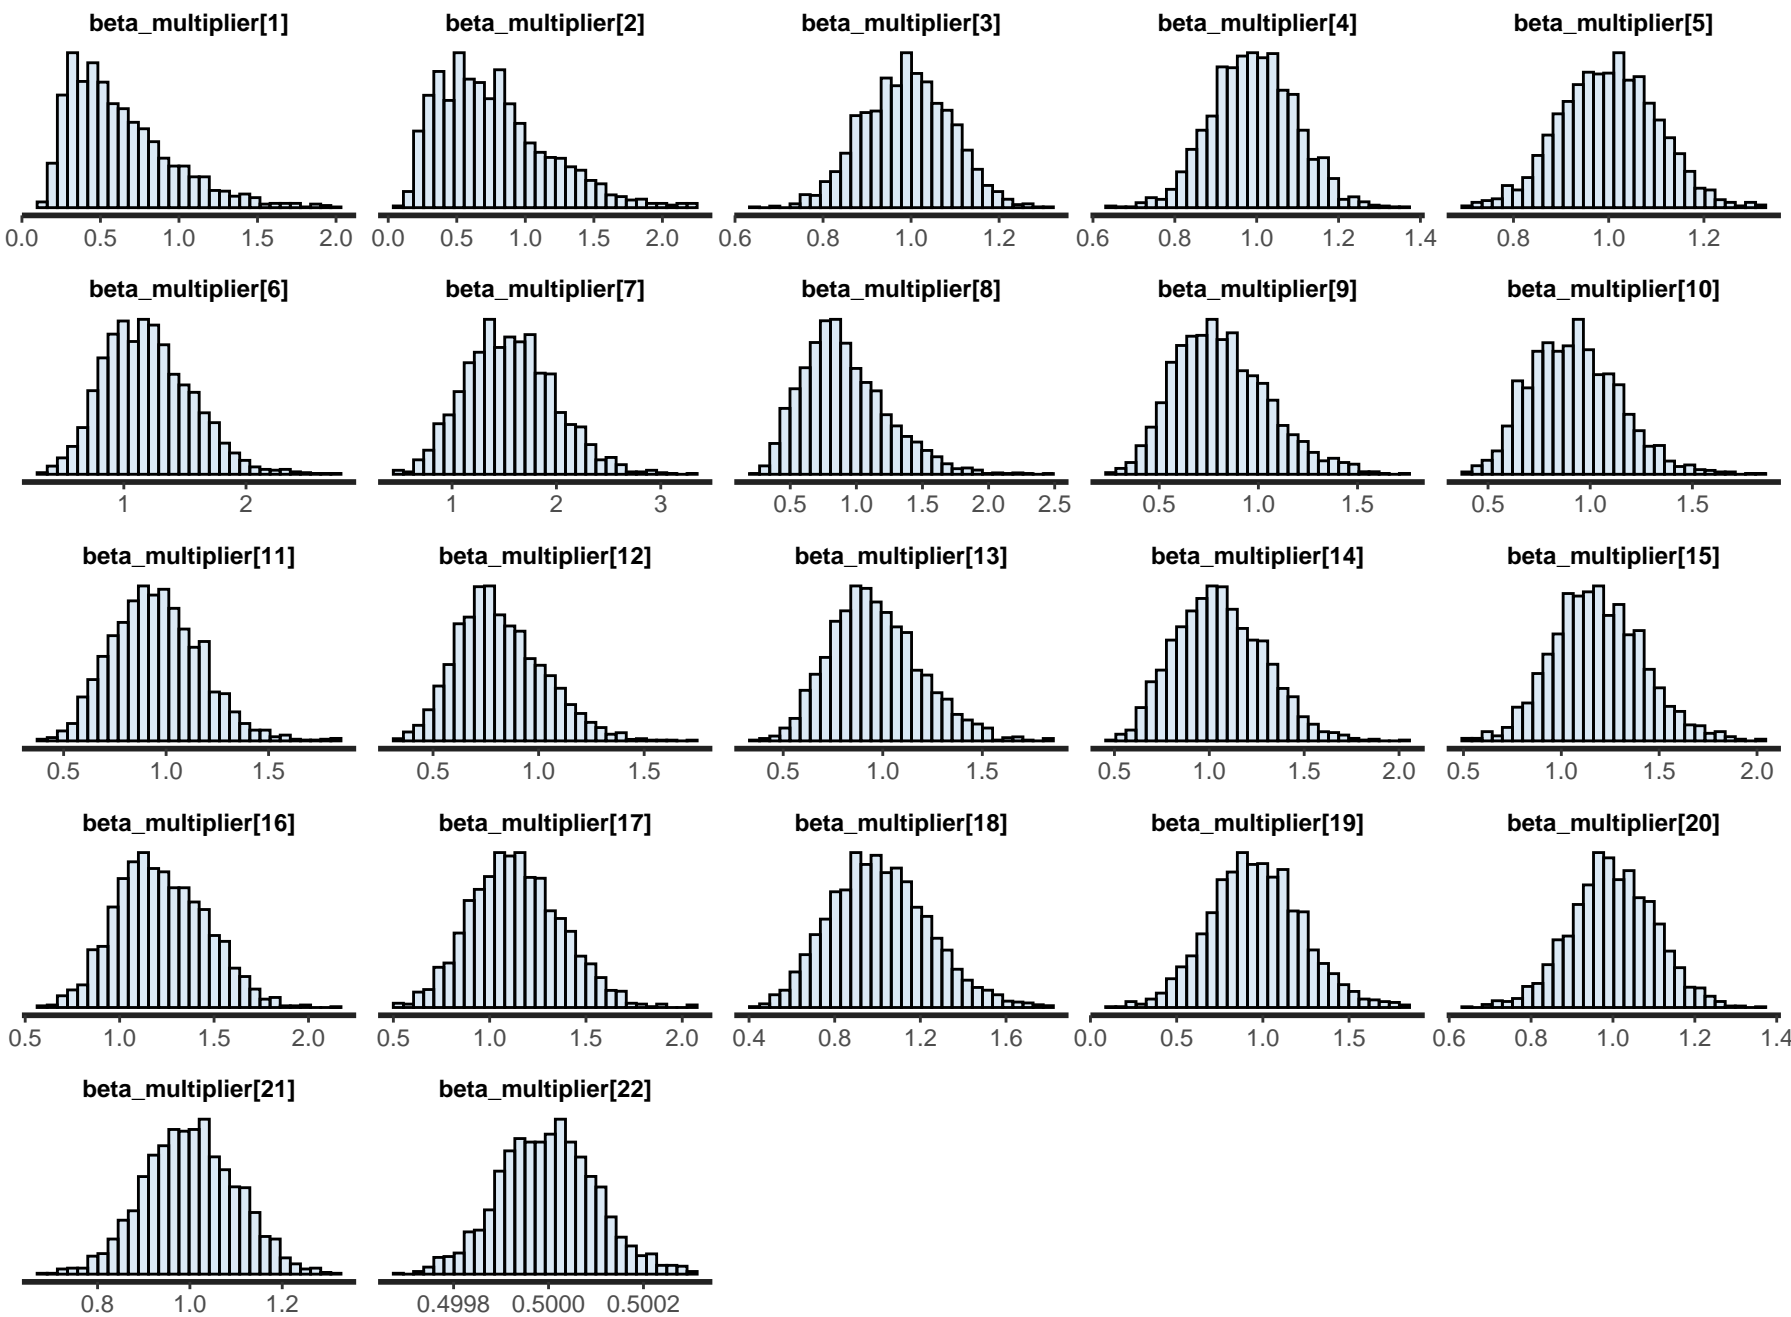 beta_multiplier[1] beta_multiplier[2] beta_multiplier[3] beta_multiplier[4] beta_multiplier[5]
0.0 0.5 1.0 1.5 2.0 0.0 0.5 1.0 1.5 2.0 0.6 0.8 1.0 1.2 0.6 0.8 1.0 1.2 1.4 0.8 1.0 1.2
beta_multiplier[6] beta_multiplier[7] beta_multiplier[8] beta_multiplier[9] beta_multiplier[10]
1 2 1 2 3 0.5 1.0 1.5 2.0 2.5 0.5 1.0 1.5 0.5 1.0 1.5
beta_multiplier[11] beta_multiplier[12] beta_multiplier[13] beta_multiplier[14] beta_multiplier[15]
0.5 1.0 1.5 0.5 1.0 1.5 0.5 1.0 1.5 0.5 1.0 1.5 2.0 0.5 1.0 1.5 2.0
beta_multiplier[16] beta_multiplier[17] beta_multiplier[18] beta_multiplier[19] beta_multiplier[20]
0.5 1.0 1.5 2.0 0.5 1.0 1.5 2.0 0.4 0.8 1.2 1.6 0.0 0.5 1.0 1.5 0.6 0.8 1.0 1.2 1.4
beta_multiplier[21] beta_multiplier[22]
0.8 1.0 1.2 0.4998 0.5000 0.5002